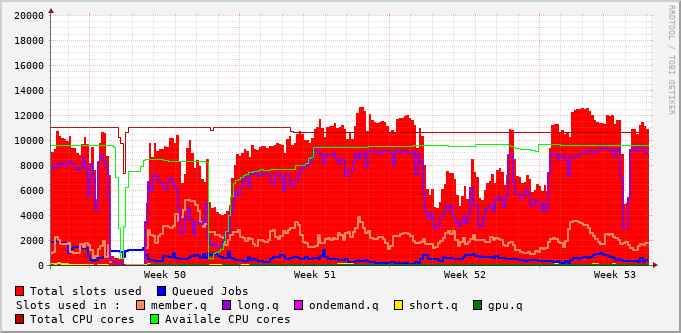 RRDTOOL / TOBI OETIKER
20000
18000
16000
14000
12000
10000
8000
6000
4000
2000
0
Week 50 Week 51 Week 52 Week 53
Total slots used Queued Jobs
Slots used in : member.q long.q ondemand.q short.q gpu.q
Total CPU cores Availale CPU cores